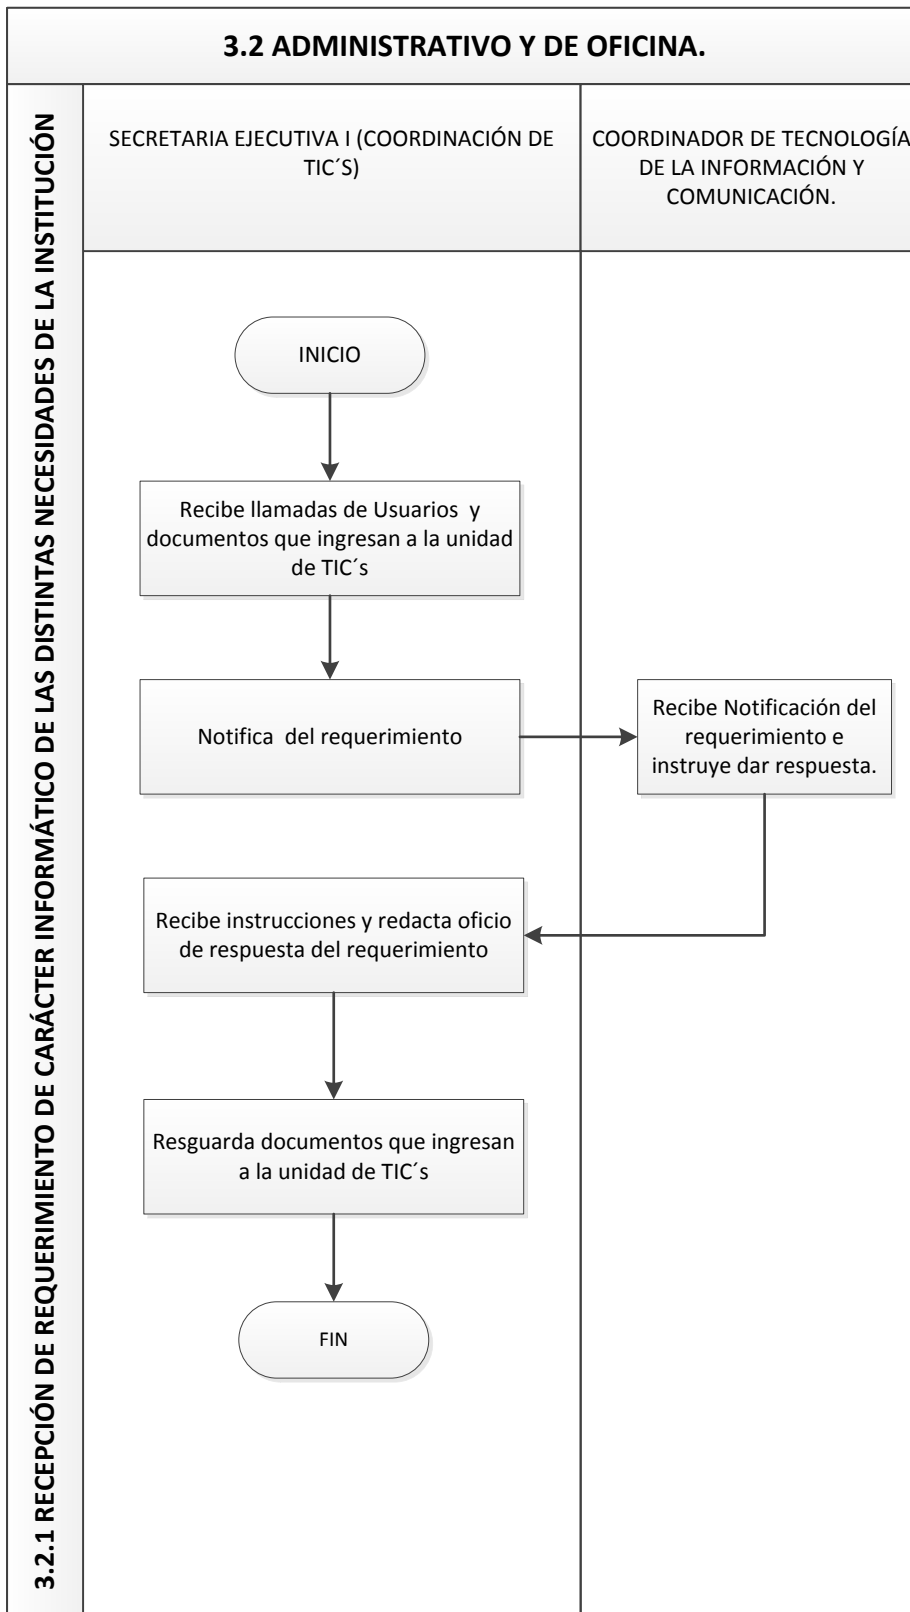 3.2 ADMINISTRATIVO Y DE OFICINA.
3.2.1 RECEPCIÓN DE REQUERIMIENTO DE CARÁCTER INFORMÁTICO DE LAS DISTINTAS NECESIDADES DE LA INSTITUCIÓN
SECRETARIA EJECUTIVA I (COORDINACIÓN DE
TIC´S)
COORDINADOR DE TECNOLOGÍA
DE LA INFORMACIÓN Y
COMUNICACIÓN.
INICIO
Recibe llamadas de Usuarios y
documentos que ingresan a la unidad
de TIC´s
Notifica del requerimiento
Recibe Notificación del
requerimiento e
instruye dar respuesta.
Recibe instrucciones y redacta oficio
de respuesta del requerimiento
Resguarda documentos que ingresan
a la unidad de TIC´s
FIN